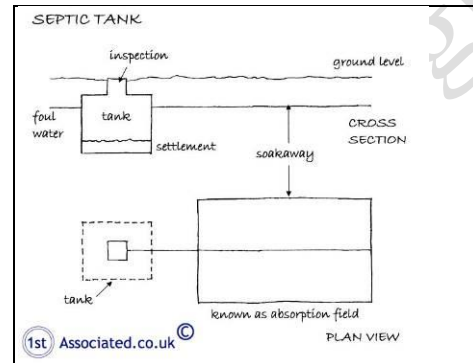 SEPTIC TANK
inspection
ground level
foul
water
tank
settlement
CROSS
SECTION
soakaway
tank
known as absorption field
PLAN VIEW
1st Associated.co.uk ©